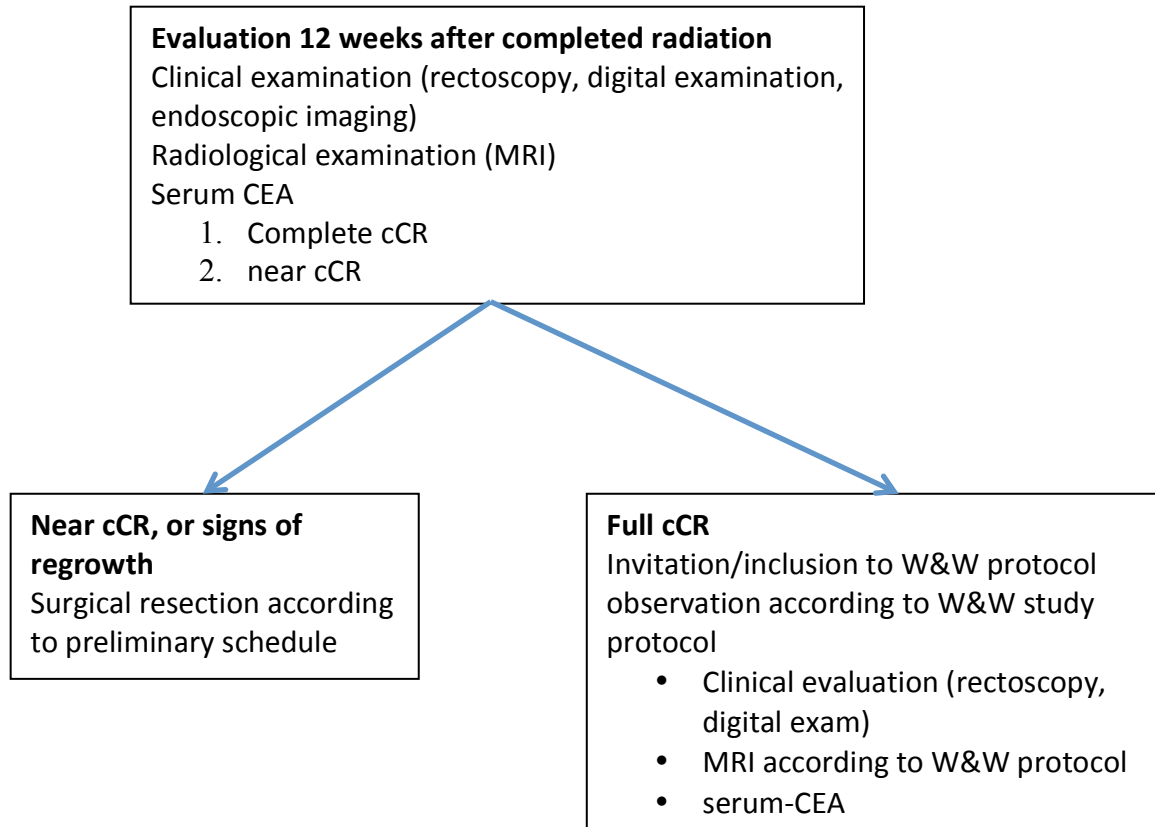 Evaluation 12 weeks after completed radiation
Clinical examination (rectoscopy, digital examination,
endoscopic imaging)
Radiological examination (MRI)
Serum CEA
1. Complete cCR
2. near cCR
Near cCR, or signs of
regrowth
Surgical resection according
to preliminary schedule
Full cCR
Invitation/inclusion to W&W protocol
observation according to W&W study
protocol
• Clinical evaluation (rectoscopy,
digital exam)
• MRI according to W&W protocol
• serum-CEA